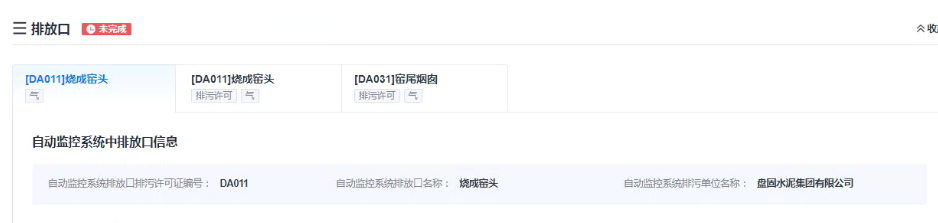 排放口 未完成
[DA011]烧成窑头 [DA011]烧成窑头 [DA031]窑尾烟囱
气 排污许可 气 排污许可 气
自动监控系统中排放口信息
自动监控系统排放口排污许可证编号： DA011 自动监控系统排放口名称： 烧成窑头 自动监控系统排污单位名称： 盘固水泥集团有限公司